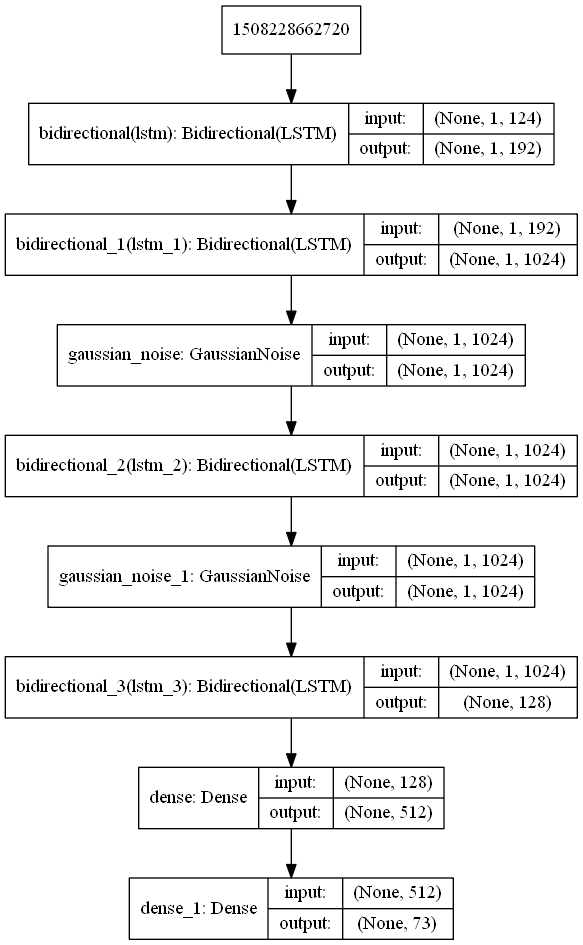 1508228662720
bidirectional(lstm): Bidirectional(LSTM)
input: (None, 1, 124)
output: (None, 1, 192)
bidirectional_1(lstm_1): Bidirectional(LSTM)
input: (None, 1, 192)
output: (None, 1, 1024)
gaussian_noise: GaussianNoise
input: (None, 1, 1024)
output: (None, 1, 1024)
bidirectional_2(lstm_2): Bidirectional(LSTM)
input: (None, 1, 1024)
output: (None, 1, 1024)
gaussian_noise_1: GaussianNoise
input: (None, 1, 1024)
output: (None, 1, 1024)
bidirectional_3(lstm_3): Bidirectional(LSTM)
input: (None, 1, 1024)
output: (None, 128)
dense: Dense
input: (None, 128)
output: (None, 512)
dense_1: Dense
input: (None, 512)
output: (None, 73)